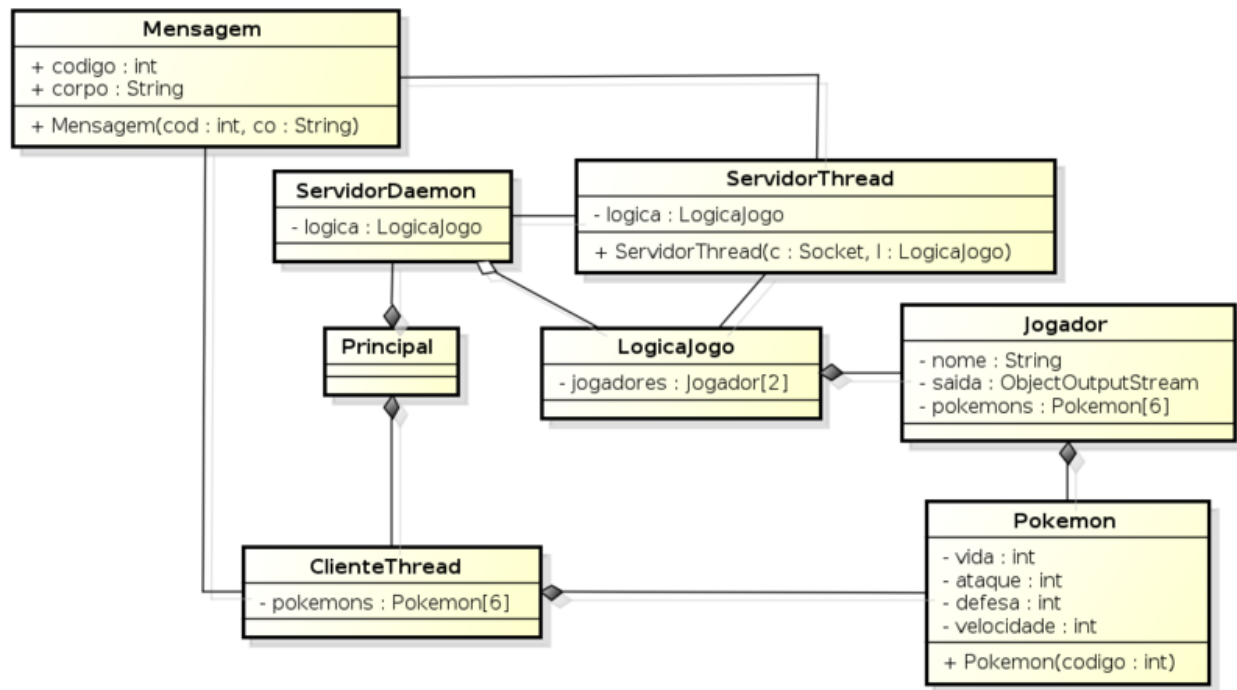 Mensagem
+ codigo : int
+ corpo : String
+ Mensagem(cod : int, co : String)
ServidorDaemon
- logica : LogicaJogo
ServidorThread
- logica : LogicaJogo
+ ServidorThread(c : Socket, l : LogicaJogo)
Principal
LogicaJogo
- jogadores : Jogador[2]
Jogador
- nome : String
- saida : ObjectOutputStream
- pokemons : Pokemon[6]
ClienteThread
- pokemons : Pokemon[6]
Pokemon
- vida : int
- ataque : int
- defesa : int
- velocidade : int
+ Pokemon(codigo : int)